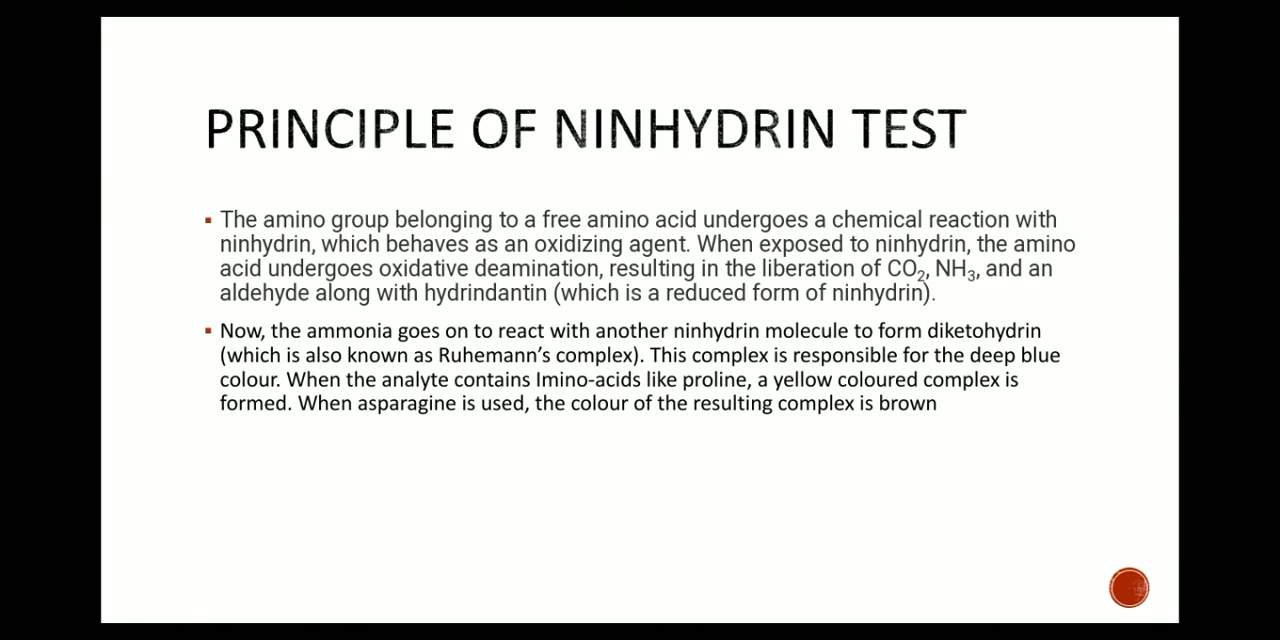 PRINCIPLE OF NINHYDRIN TEST
▪ The amino group belonging to a free amino acid undergoes a chemical reaction with
ninhydrin, which behaves as an oxidizing agent. When exposed to ninhydrin, the amino
acid undergoes oxidative deamination, resulting in the liberation of CO₂, NH₃, and an
aldehyde along with hydrindantin (which is a reduced form of ninhydrin).
▪ Now, the ammonia goes on to react with another ninhydrin molecule to form diketohydrin
(which is also known as Ruhemann’s complex). This complex is responsible for the deep blue
colour. When the analyte contains Imino-acids like proline, a yellow coloured complex is
formed. When asparagine is used, the colour of the resulting complex is brown